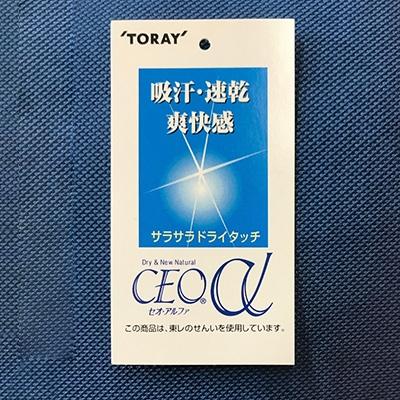 'TORAY'
吸汗・速乾
爽快感
サラサラドライタッチ
Dry & New Natural
CEO®α
セオ・アルファ
この商品は、東レのせんいを使用しています。